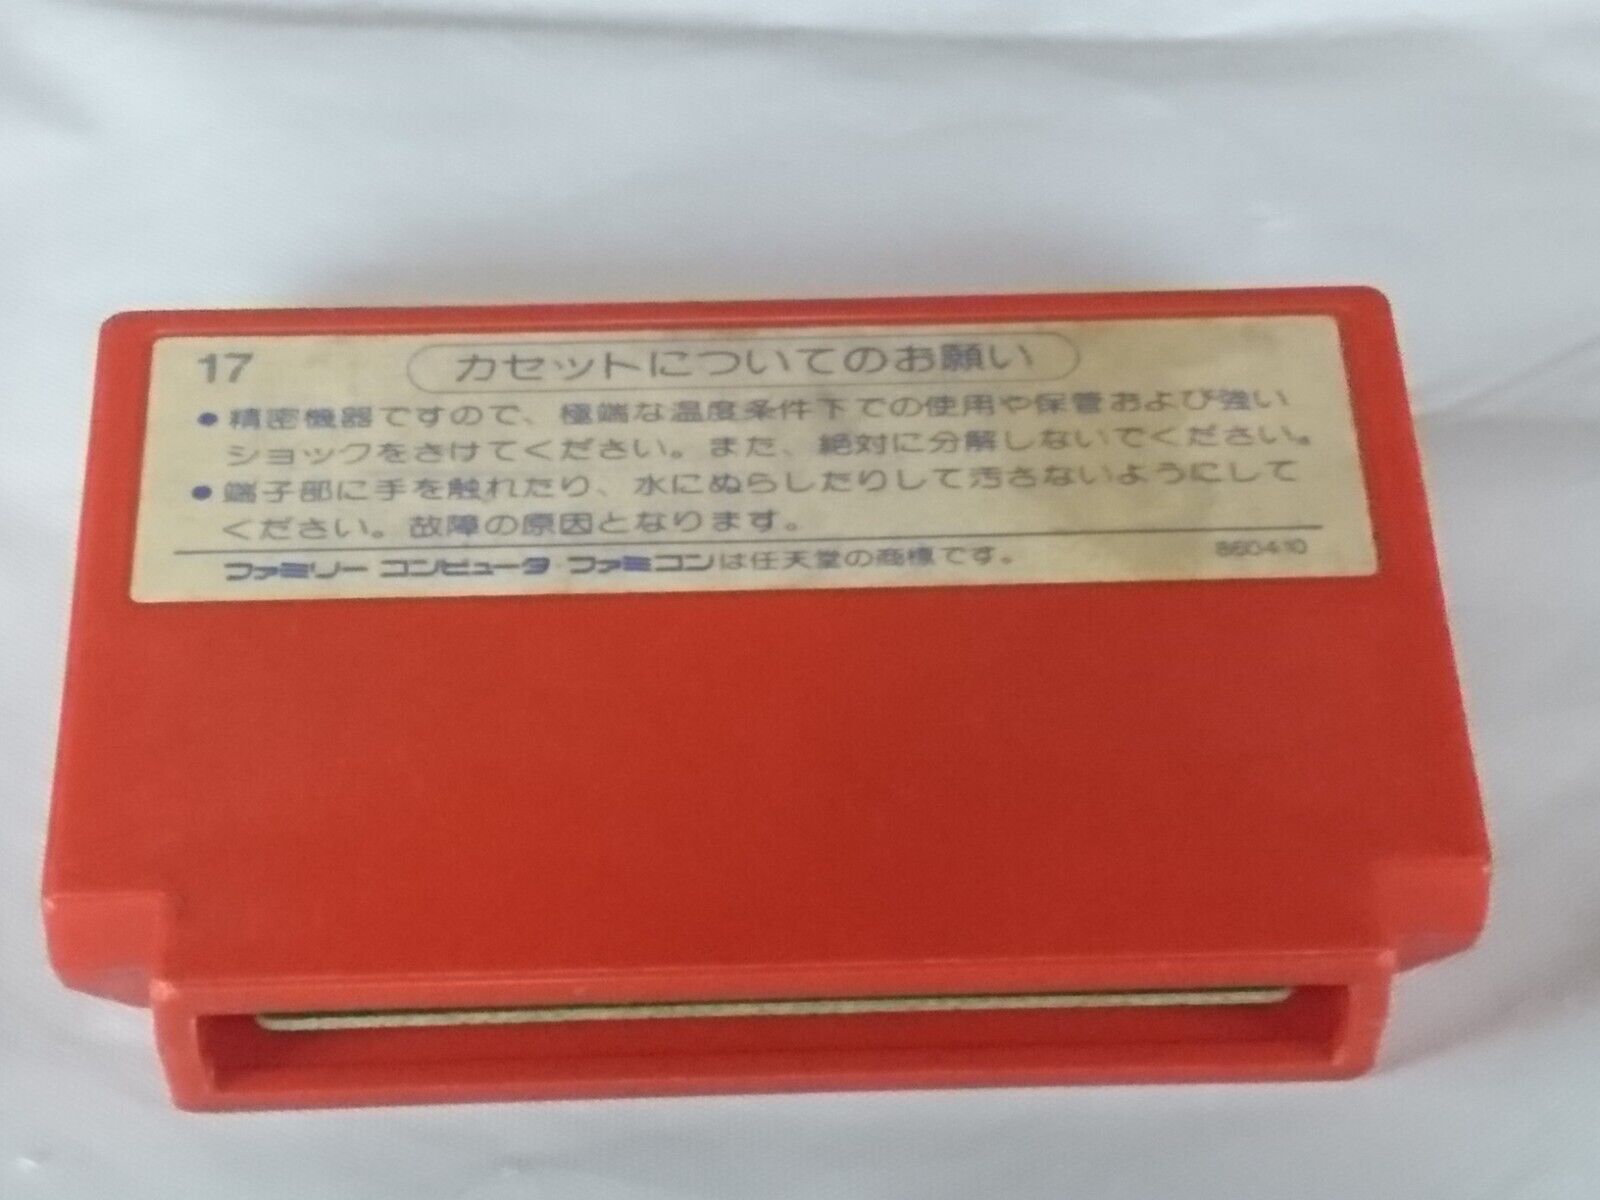 17
カセットについてのお願い
●精密機器ですので、極端な温度条件下での使用や保管および強い
ショックをさけてください。また、絶対に分解しないでください。
●端子部に手を触れたり、水にぬらしたりして汚さないようにして
ください。故障の原因となります。
ファミリーコンピュータ・ファミコンは任天堂の商標です。
860410